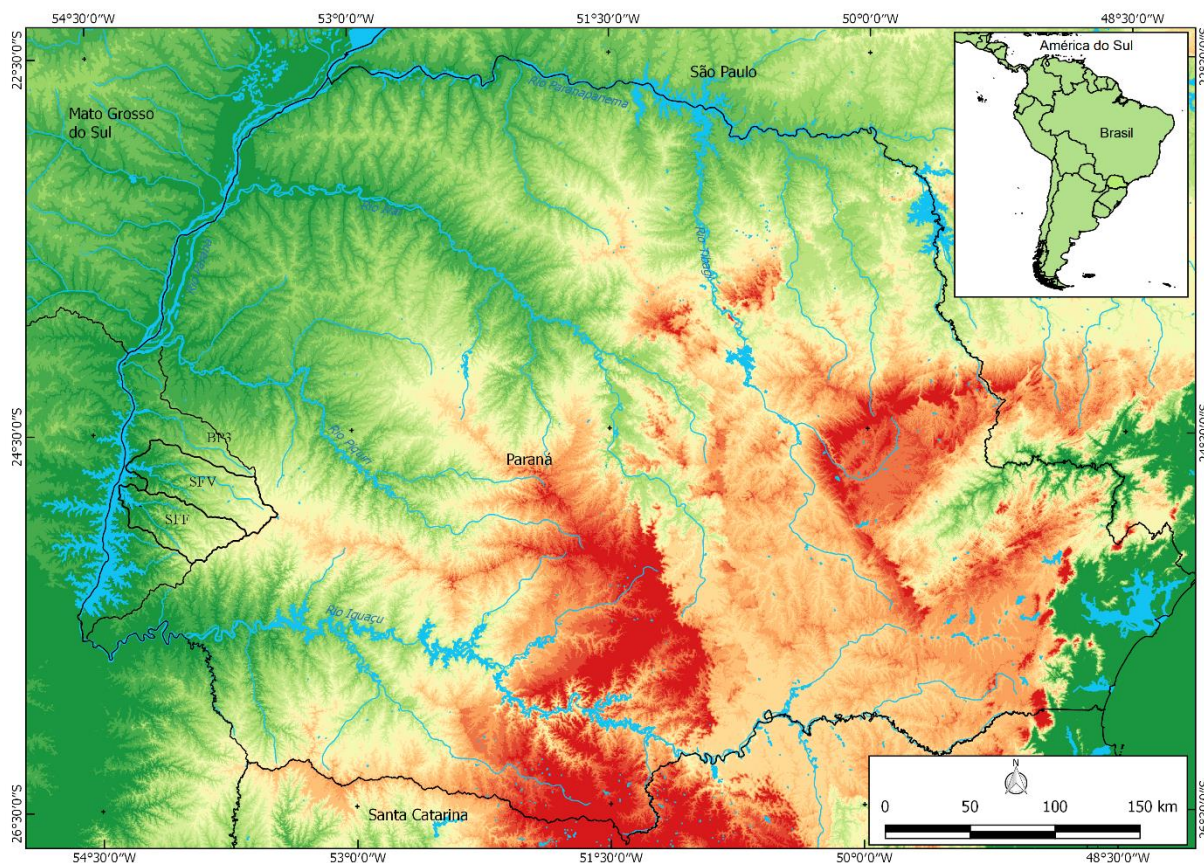 54°30'0"W 53°0'0"W 51°30'0"W 50°0'0"W 48°30'0"W
22°30'0"S
América do Sul
Brasil
São Paulo
Rio Paranapanema
Mato Grosso
do Sul
Rio Ivaí
Rio Paraná
Rio Tibagi
24°30'0"S
24°30'0"S
BP3
SFV
SFF
Rio Piquiri
Paraná
Rio Iguaçu
Santa Catarina
N
0 50 100 150 km
26°30'0"S
54°30'0"W 53°0'0"W 51°30'0"W 50°0'0"W 48°30'0"W